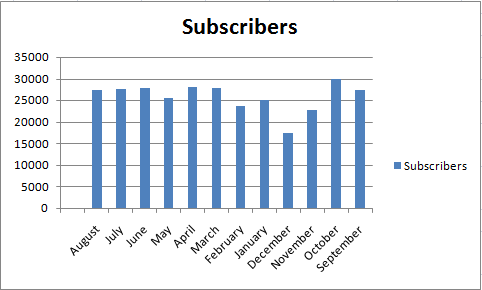 Subscribers
35000
30000
25000
20000
15000
10000
5000
0
August
July
June
May
April
March
February
January
December
November
October
September
Subscribers